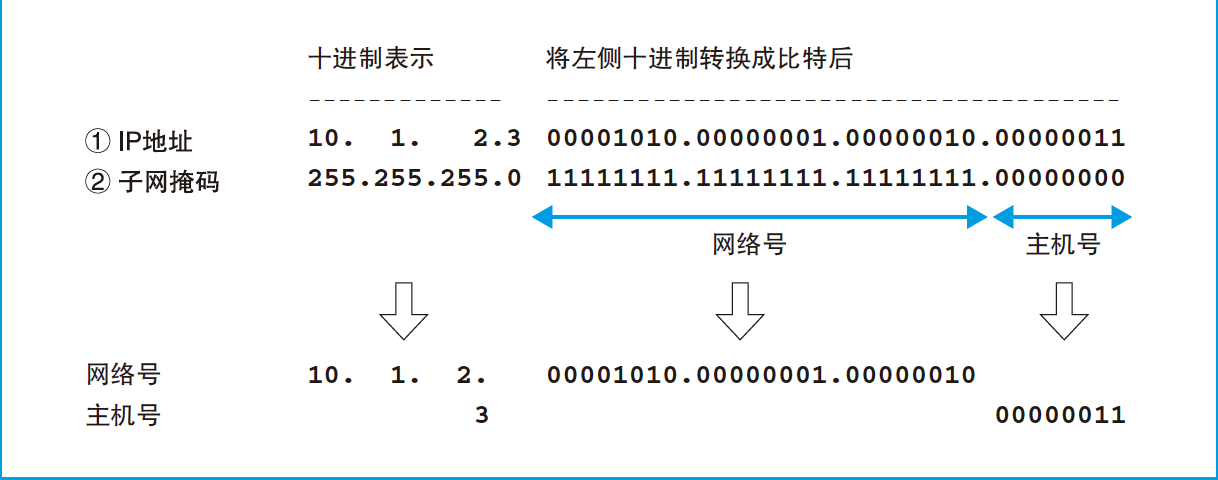 十进制表示 将左侧十进制转换成比特后
------------- ---------------------------------------
① IP地址 10. 1. 2.3 00001010.00000001.00000010.00000011
② 子网掩码 255.255.255.0 11111111.11111111.11111111.00000000
网络号 主机号
网络号 10. 1. 2. 00001010.00000001.00000010
主机号 3 00000011